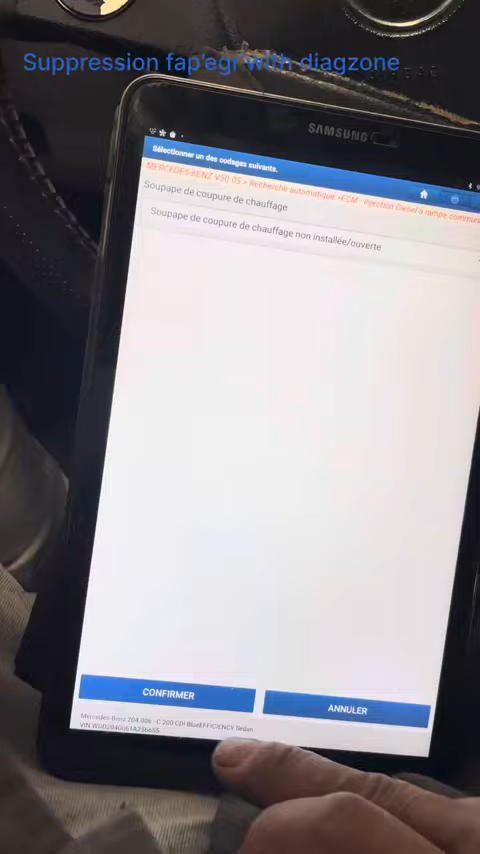 Suppression fap'egr with diagzone
SAMSUNG
Sélectionner un des codages suivants.
MERCEDES-BENZ V50.05 > Recherche automatique >ECM - Injection Diesel à rampe commune
Soupape de coupure de chauffage
Soupape de coupure de chauffage non installée/ouverte
CONFIRMER
ANNULER
Mercedes-Benz 204.006 - C 200 CDI BlueEFFICIENCY Sedan
VIN